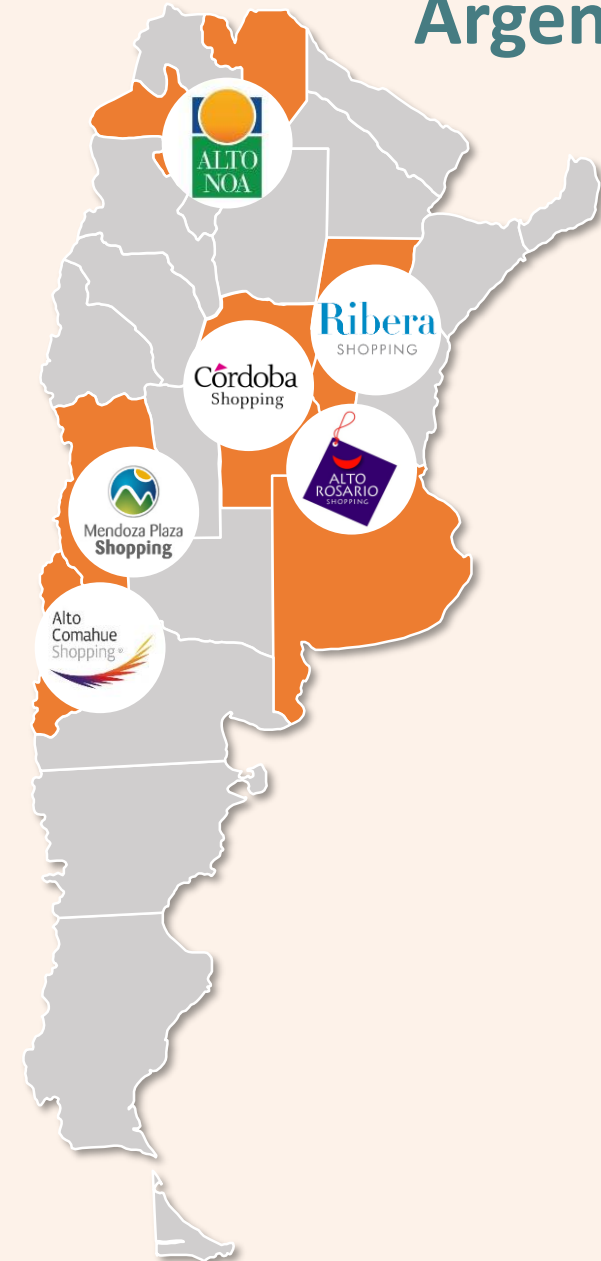 Argen
ALTO
NOA
Ribera
SHOPPING
Córdoba
Shopping
ALTO
ROSARIO
SHOPPING
Mendoza Plaza
Shopping
Alto
Comahue
Shopping